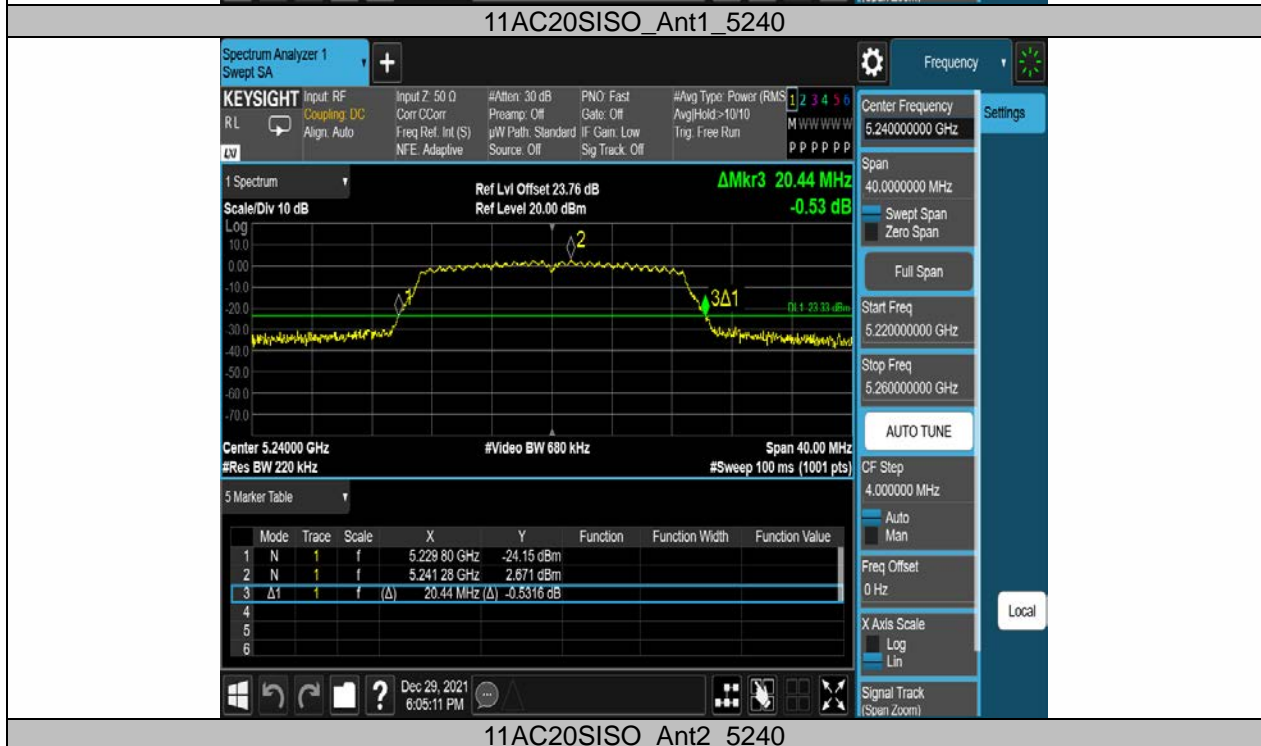 11AC20SISO_Ant1_5240
Spectrum Analyzer 1
Swept SA
+
Frequency
KEYSIGHT
RL
LXI
Input: RF
Coupling: DC
Align: Auto
Input Z: 50 Ω
Corr CCorr
Freq Ref: Int (S)
NFE: Adaptive
#Atten: 30 dB
Preamp: Off
µW Path: Standard
Source: Off
PNO: Fast
Gate: Off
IF Gain: Low
Sig Track: Off
#Avg Type: Power (RMS
Avg|Hold:>10/10
Trig: Free Run
1 2 3 4 5 6
M W W W W W
P P P P P P
1 Spectrum
Scale/Div 10 dB
Ref Lvl Offset 23.76 dB
Ref Level 20.00 dBm
ΔMkr3 20.44 MHz
-0.53 dB
Log
10.0
0.00
-10.0
-20.0
-30.0
-40.0
-50.0
-60.0
-70.0
1
2
3Δ1
DL1 -23.33 dBm
Center 5.24000 GHz
#Res BW 220 kHz
#Video BW 680 kHz
Span 40.00 MHz
#Sweep 100 ms (1001 pts)
5 Marker Table
Mode Trace Scale X Y Function Function Width Function Value
1 N 1 f 5.229 80 GHz -24.15 dBm
2 N 1 f 5.241 28 GHz 2.671 dBm
3 Δ1 1 f (Δ) 20.44 MHz (Δ) -0.5316 dB
4
5
6
Center Frequency
5.240000000 GHz
Settings
Span
40.0000000 MHz
Swept Span
Zero Span
Full Span
Start Freq
5.220000000 GHz
Stop Freq
5.260000000 GHz
AUTO TUNE
CF Step
4.000000 MHz
Auto
Man
Freq Offset
0 Hz
X Axis Scale
Log
Lin
Local
Signal Track
(Span Zoom)
?
Dec 29, 2021
6:05:11 PM
11AC20SISO_Ant2_5240